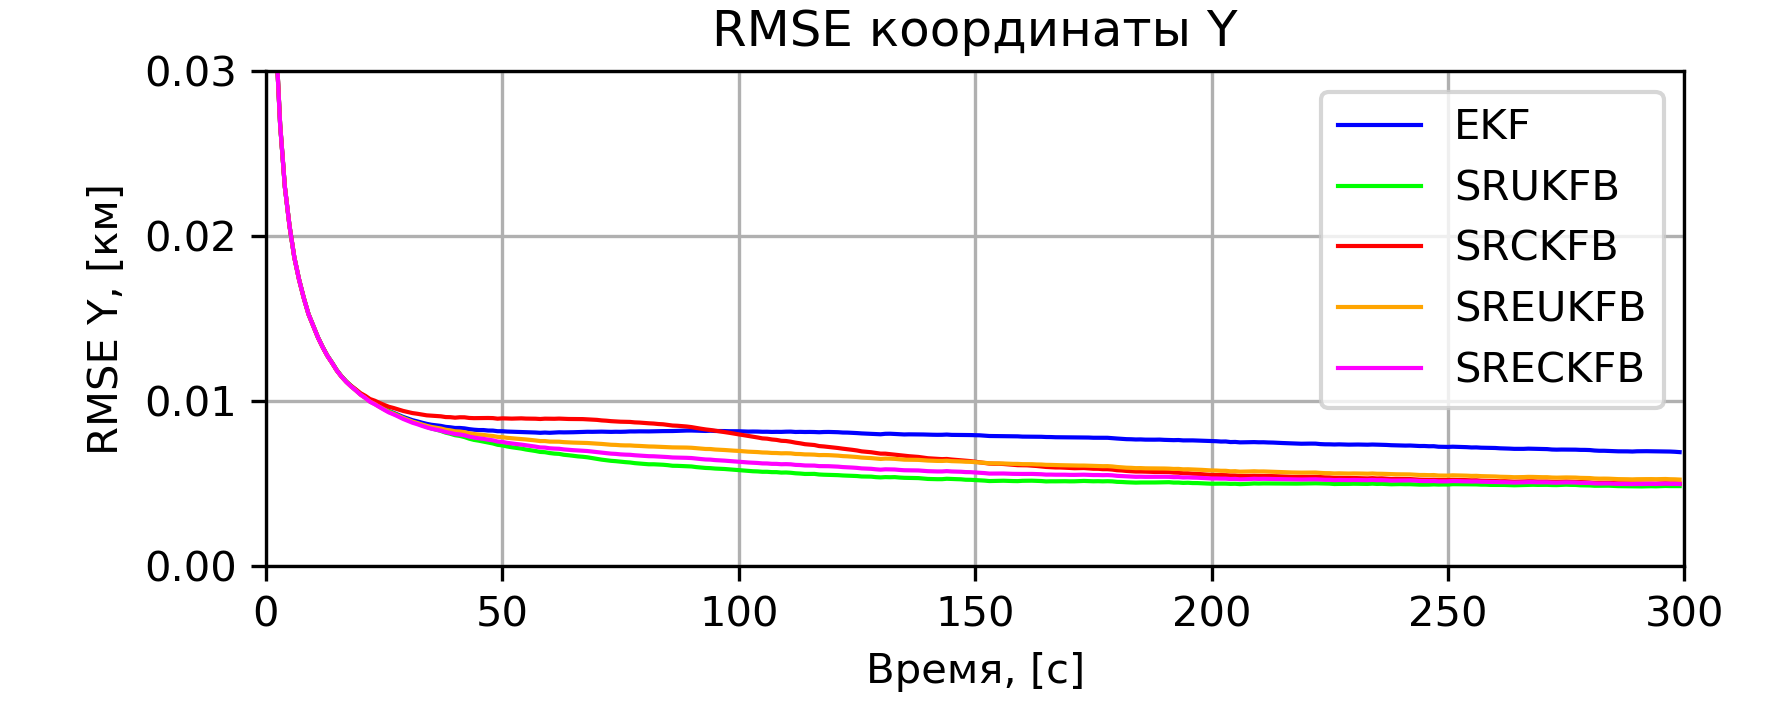 RMSE координаты Y
0.03
0.02
0.01
0.00
RMSE Y, [км]
EKF
SRUKFB
SRCKFB
SREUKFB
SRECKFB
0 50 100 150 200 250 300
Время, [с]